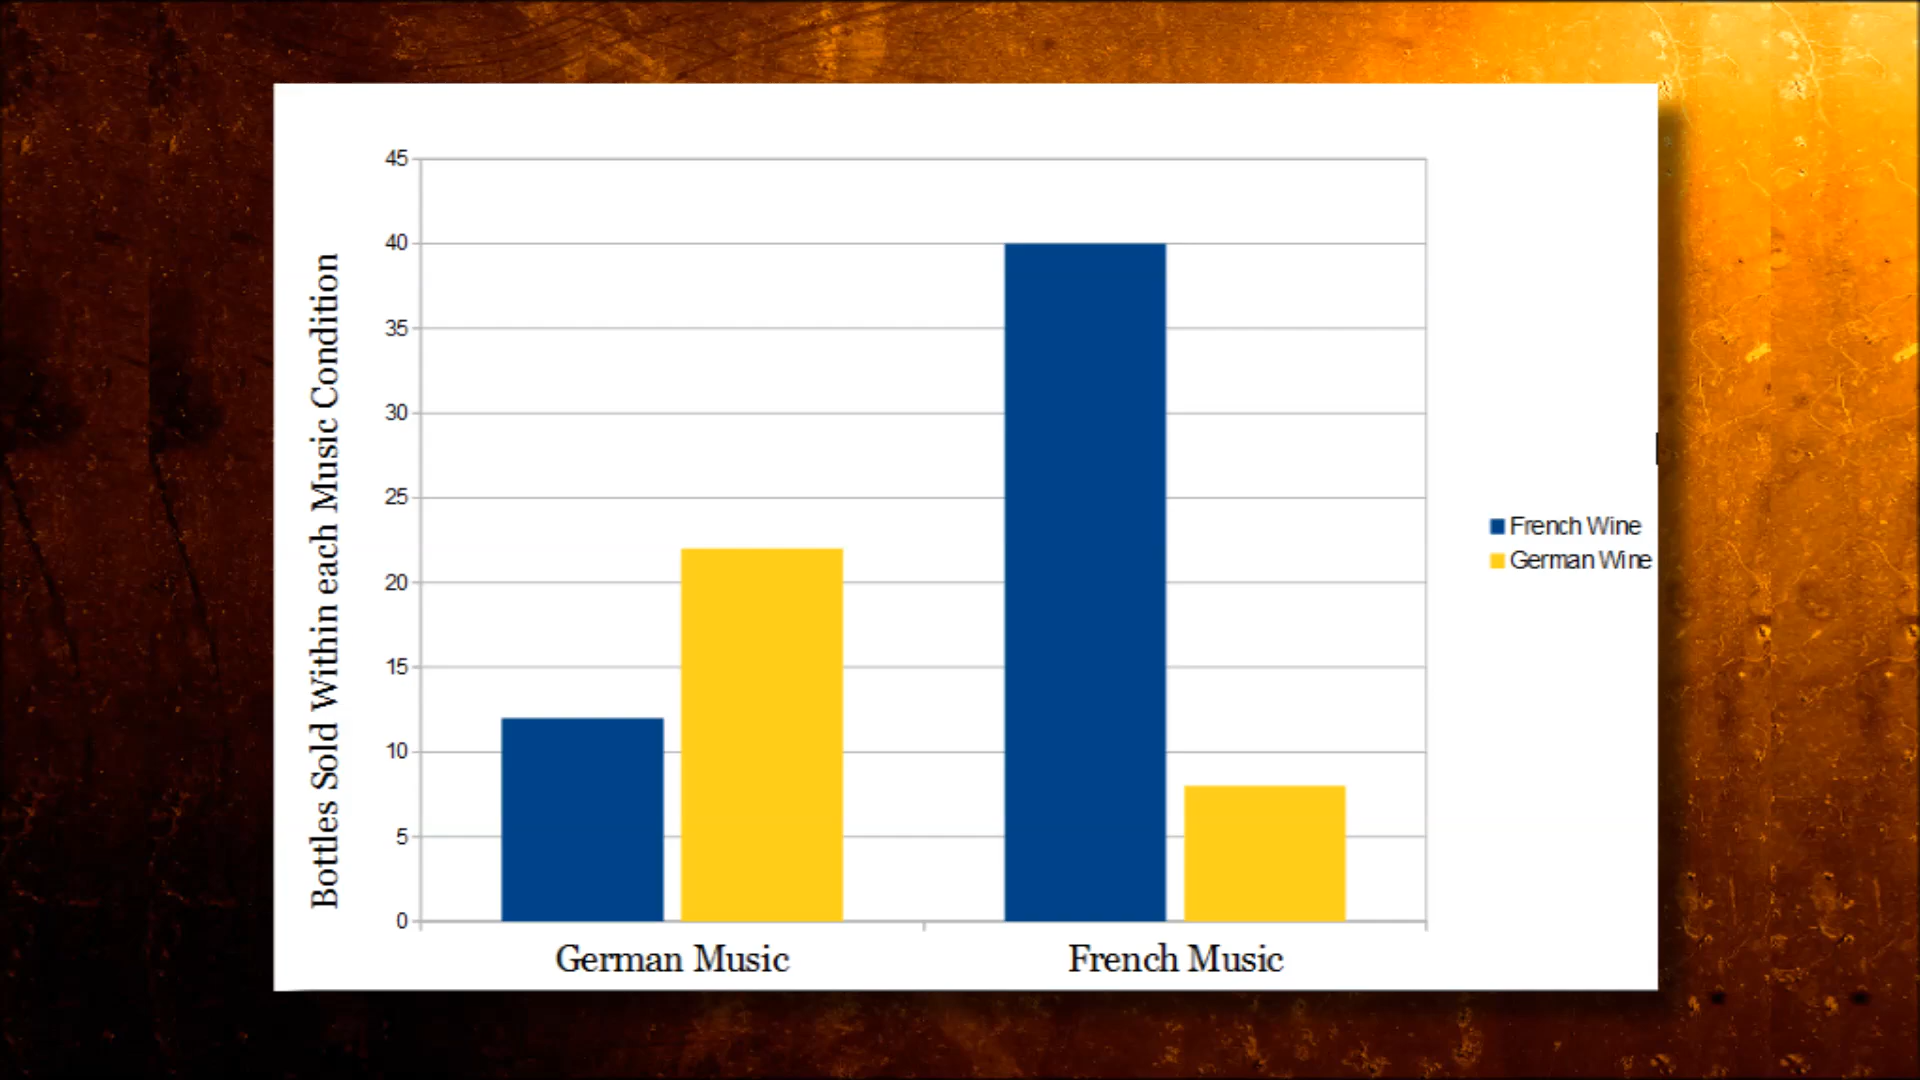 Bottles Sold Within each Music Condition
45
40
35
30
25
20
15
10
5
0
German Music
French Music
French Wine
German Wine